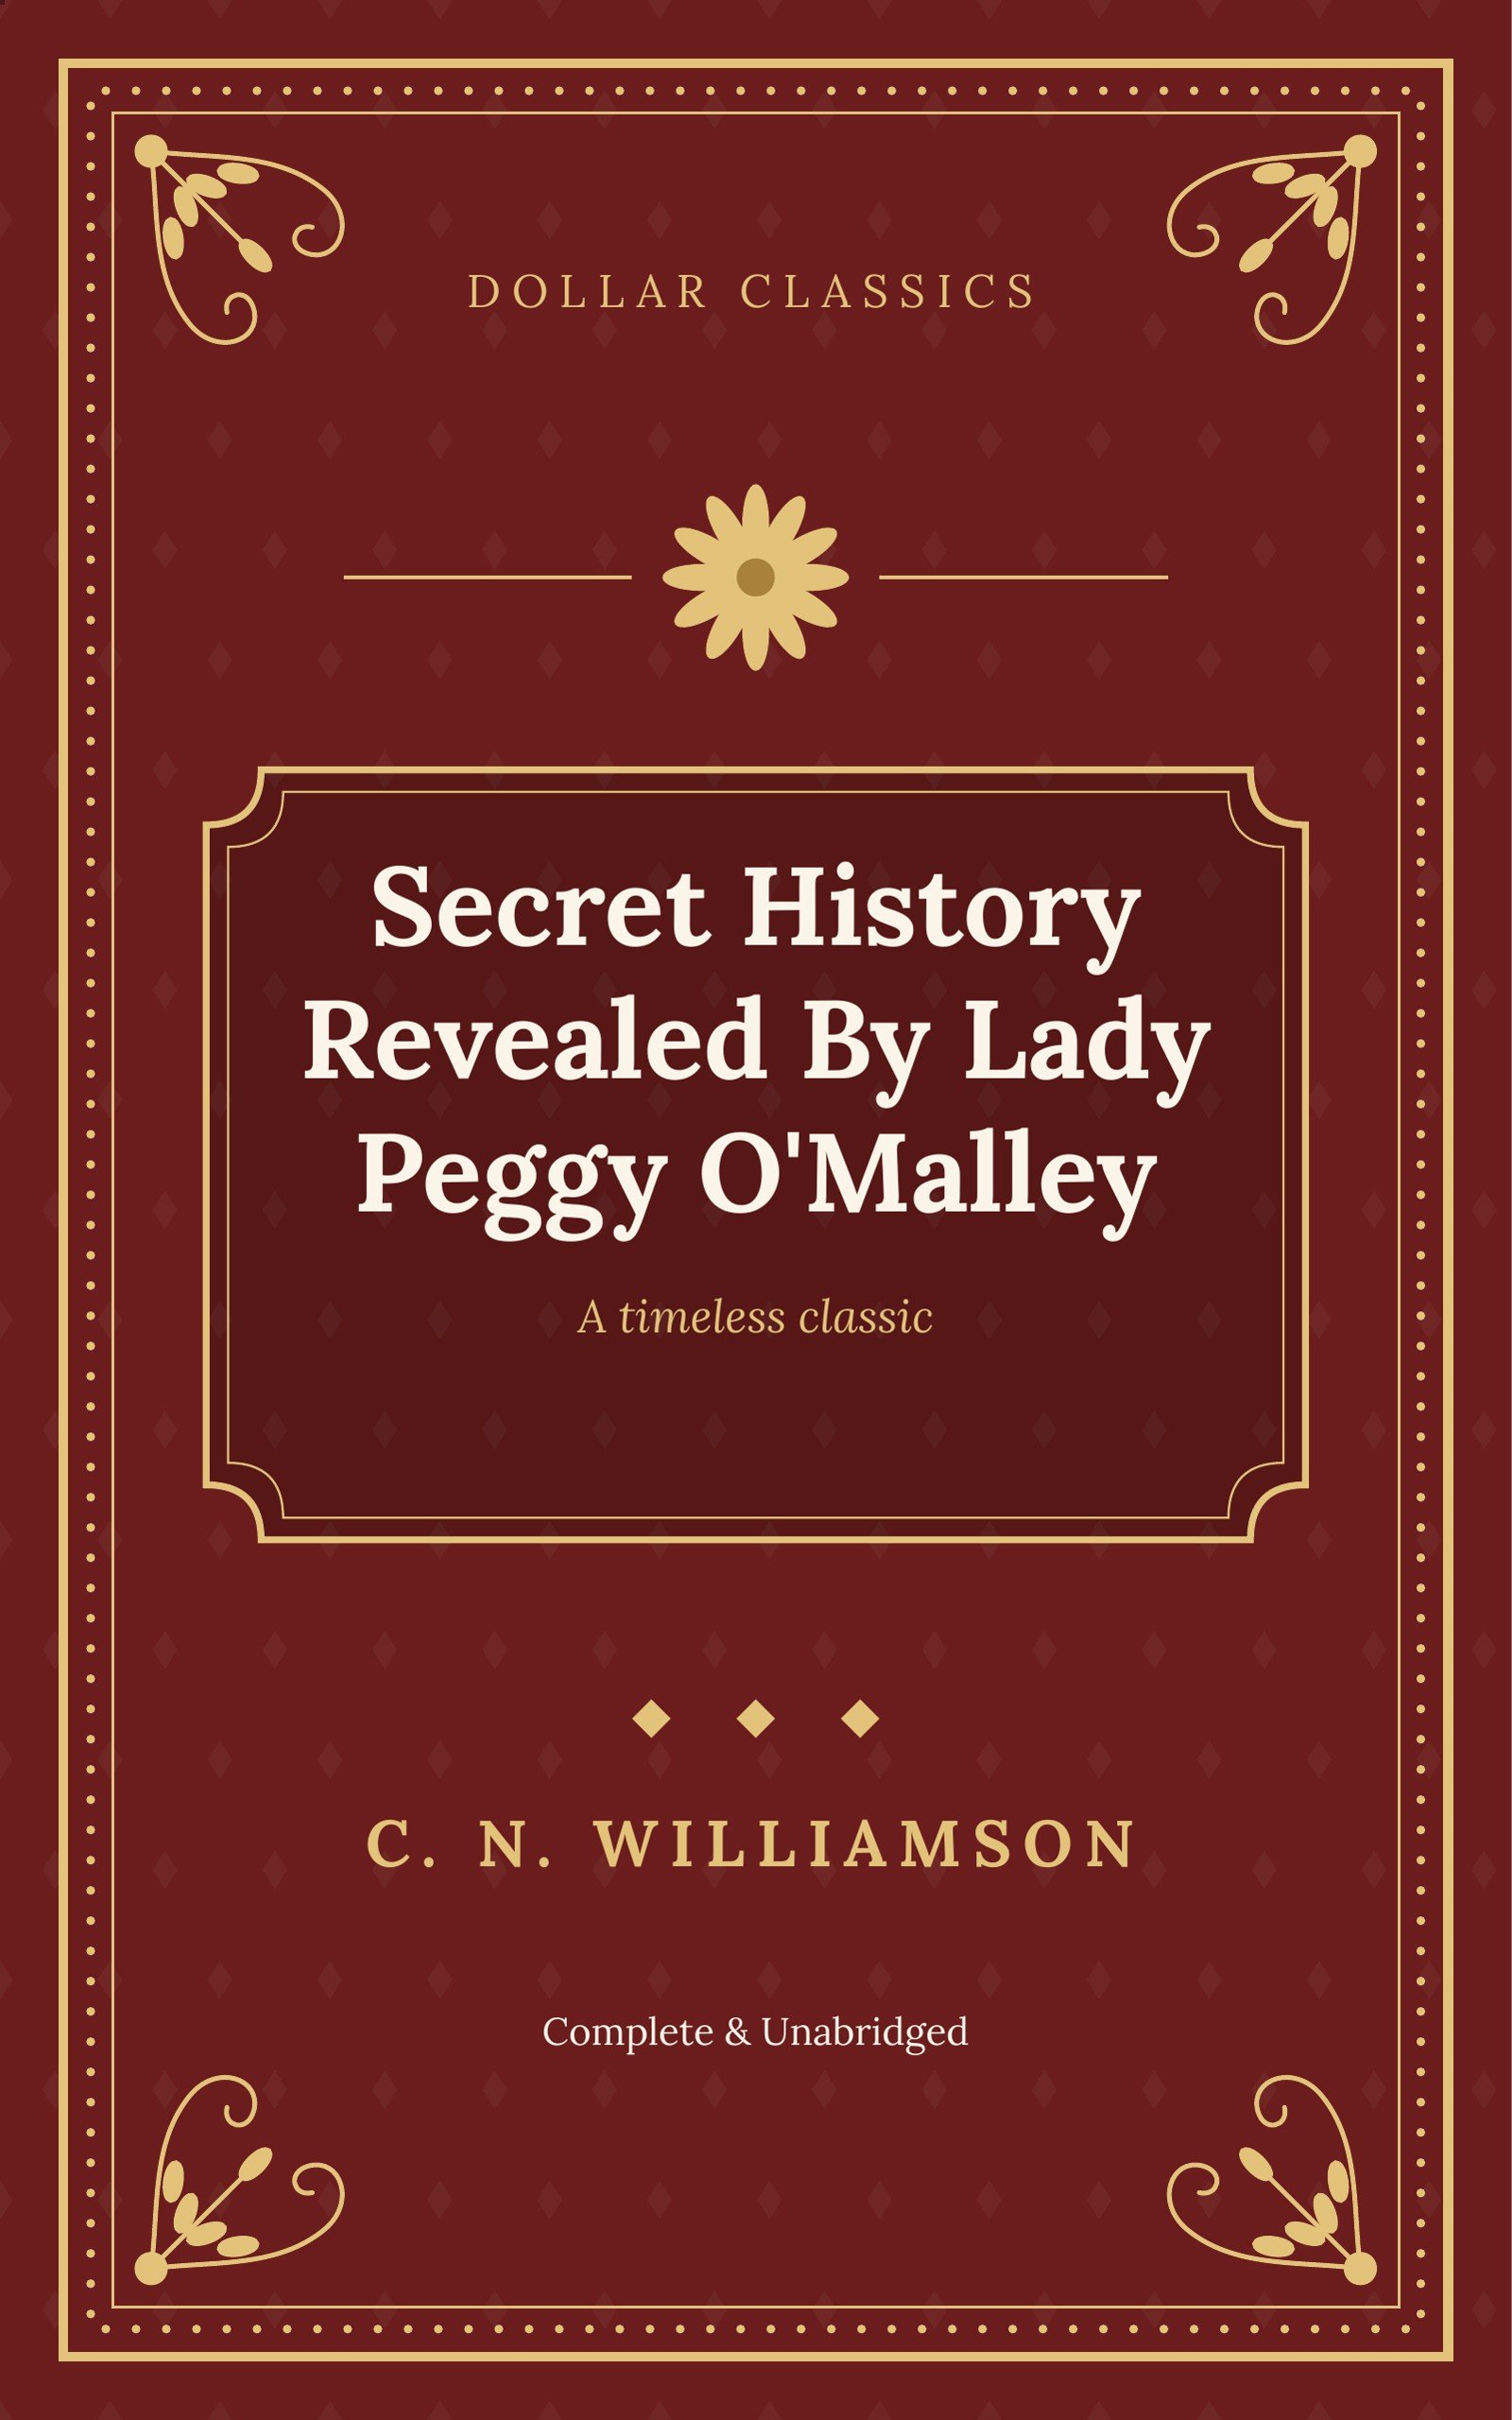 DOLLAR CLASSICS
Secret History
Revealed By Lady
Peggy O'Malley
A timeless classic
C. N. WILLIAMSON
Complete & Unabridged